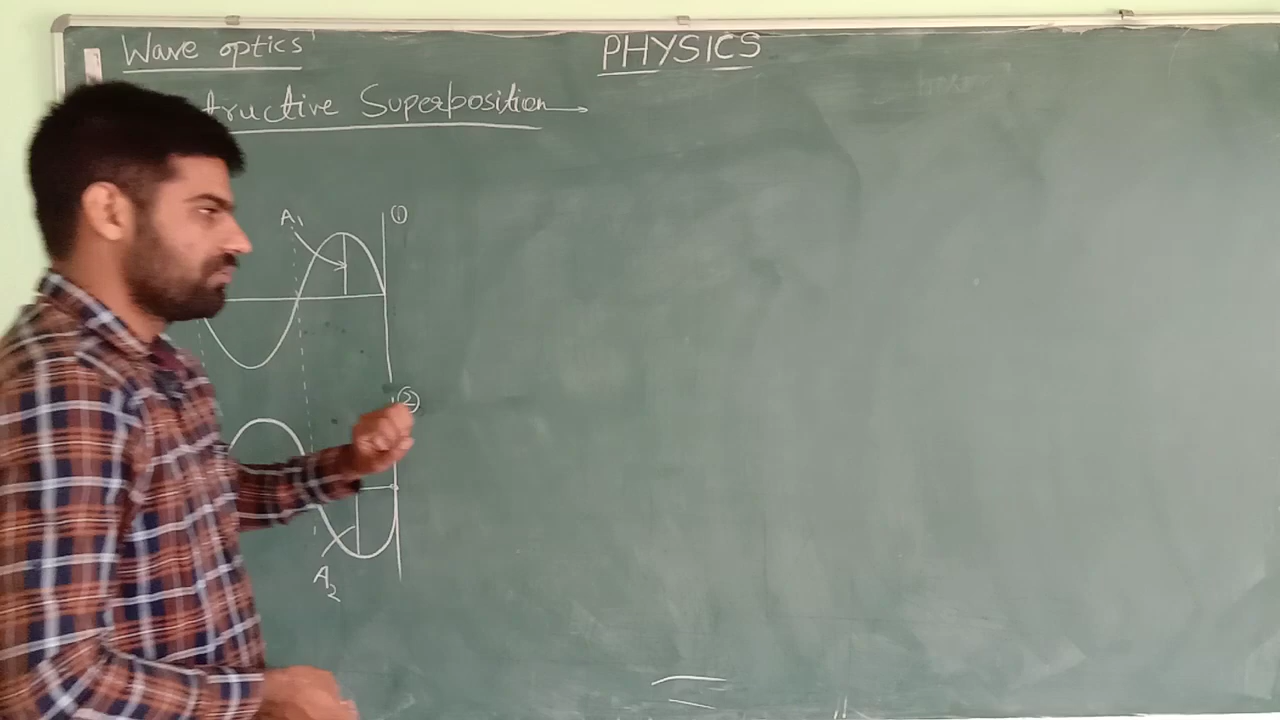 Wave optics
PHYSICS
tructive Superposition
A1
①
②
A2